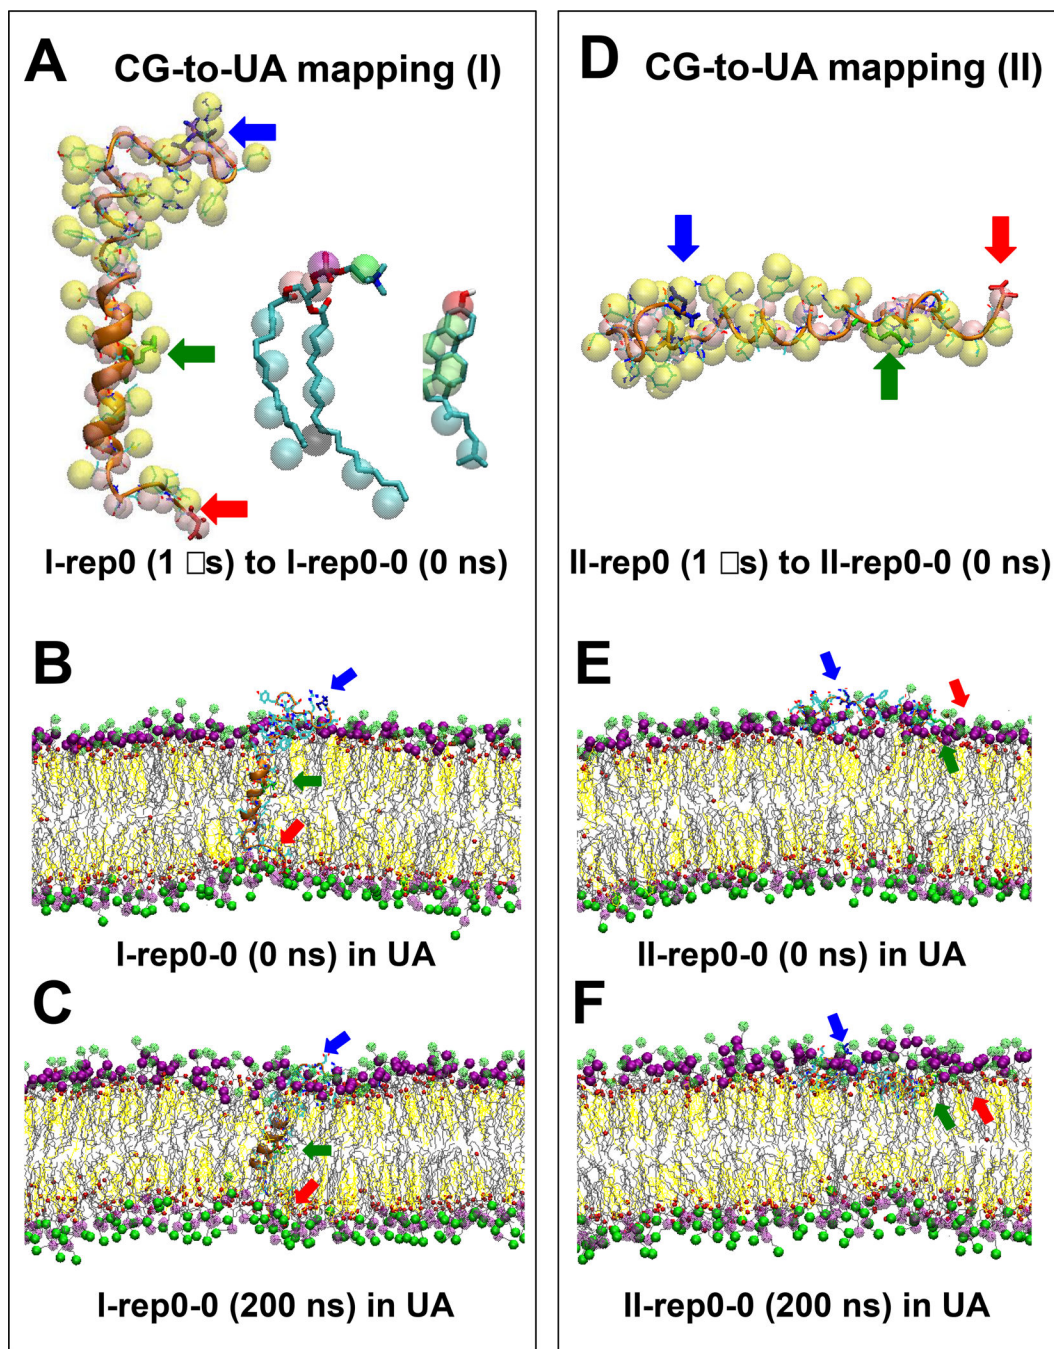 A CG-to-UA mapping (I)
I-rep0 (1 □s) to I-rep0-0 (0 ns)
B
I-rep0-0 (0 ns) in UA
C
I-rep0-0 (200 ns) in UA
D CG-to-UA mapping (II)
II-rep0 (1 □s) to II-rep0-0 (0 ns)
E
II-rep0-0 (0 ns) in UA
F
II-rep0-0 (200 ns) in UA